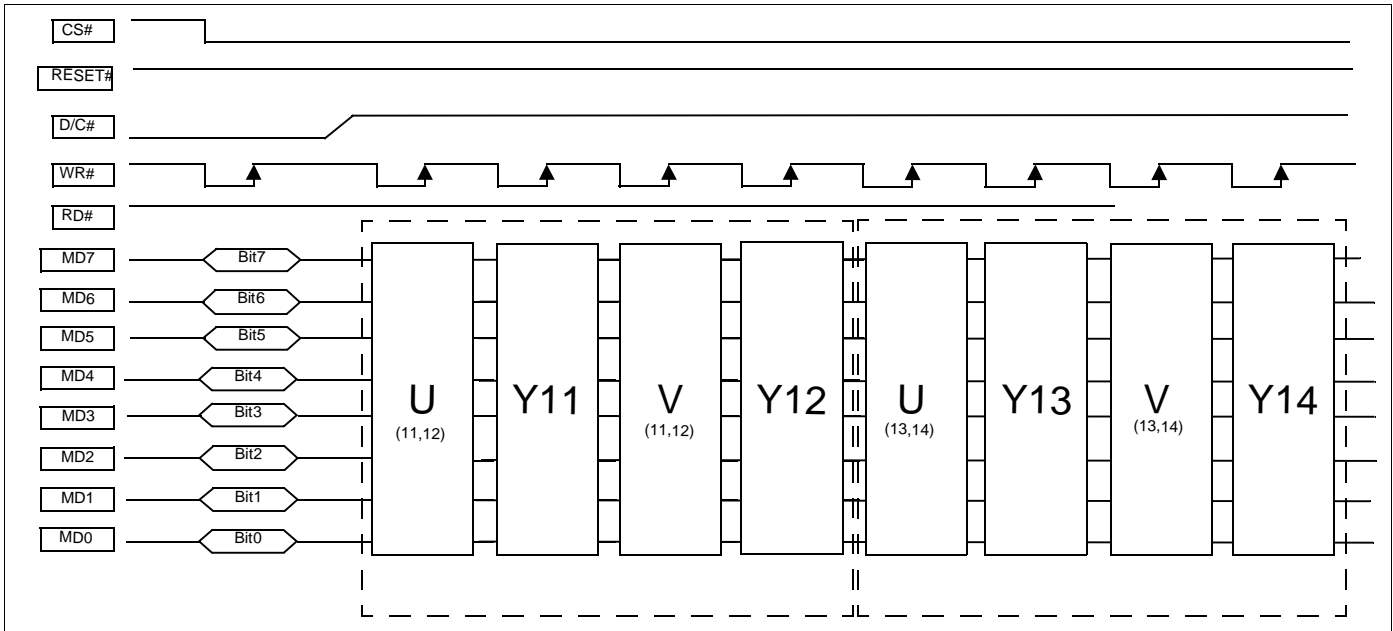 CS#
RESET#
D/C#
WR#
RD#
MD7 Bit7
MD6 Bit6
MD5 Bit5
MD4 Bit4
MD3 Bit3
MD2 Bit2
MD1 Bit1
MD0 Bit0
U Y11 V Y12 U Y13 V Y14
(11,12) (11,12) (13,14) (13,14)